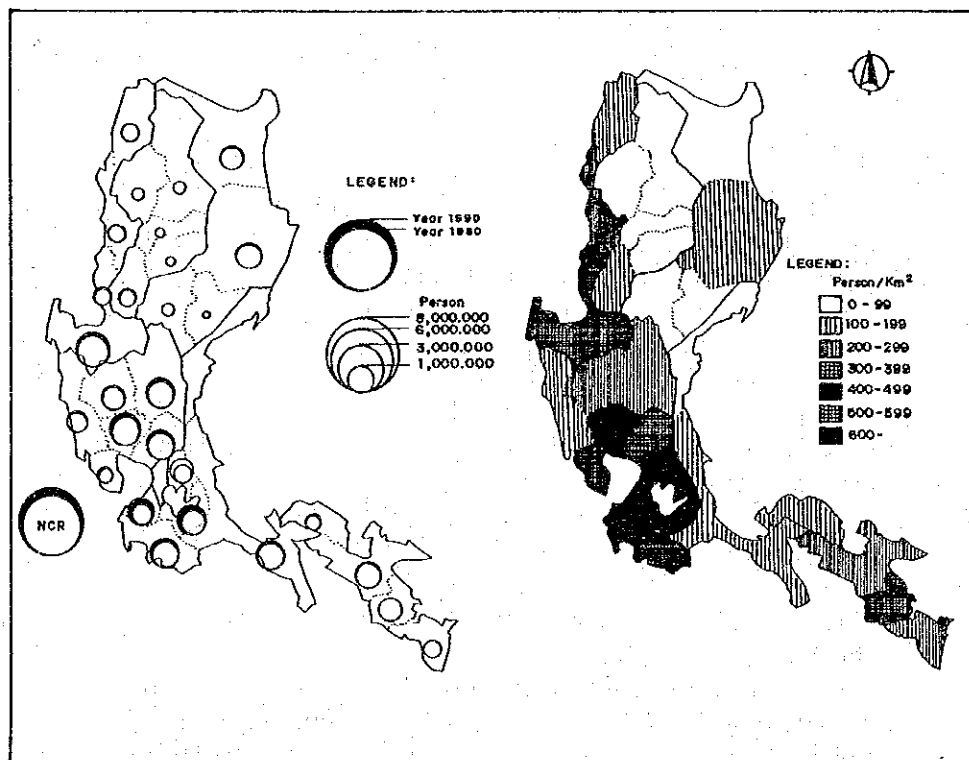 LEGEND:
Year 1990
Year 1980
Person
8,000.000
6,000.000
3,000.000
1,000.000
NCR
LEGEND:
Person/Km²
0 - 99
100 - 199
200 - 299
300 - 399
400 - 499
500 - 599
600 -